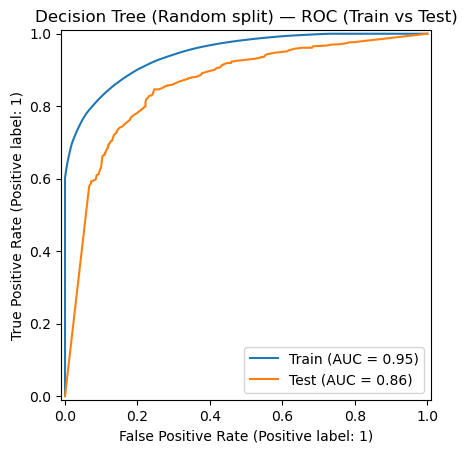 Decision Tree (Random split) — ROC (Train vs Test)
True Positive Rate (Positive label: 1)
1.0
0.8
0.6
0.4
0.2
0.0
Train (AUC = 0.95)
Test (AUC = 0.86)
0.0 0.2 0.4 0.6 0.8 1.0
False Positive Rate (Positive label: 1)